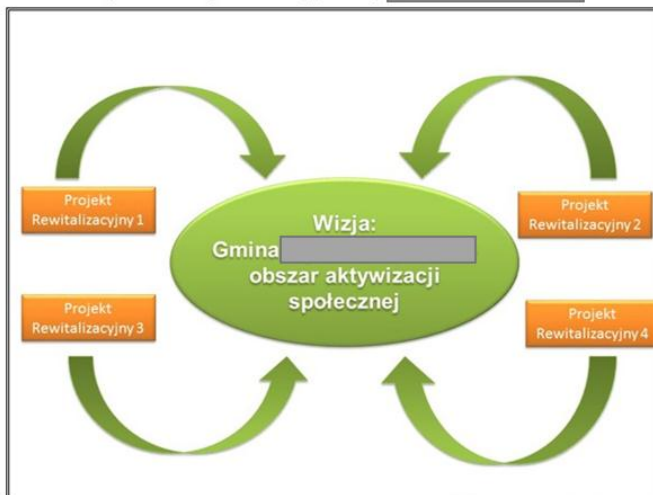 Projekt
Rewitalizacyjny 1
Projekt
Rewitalizacyjny 2
Wizja:
Gmina
obszar aktywizacji
społecznej
Projekt
Rewitalizacyjny 3
Projekt
Rewitalizacyjny 4